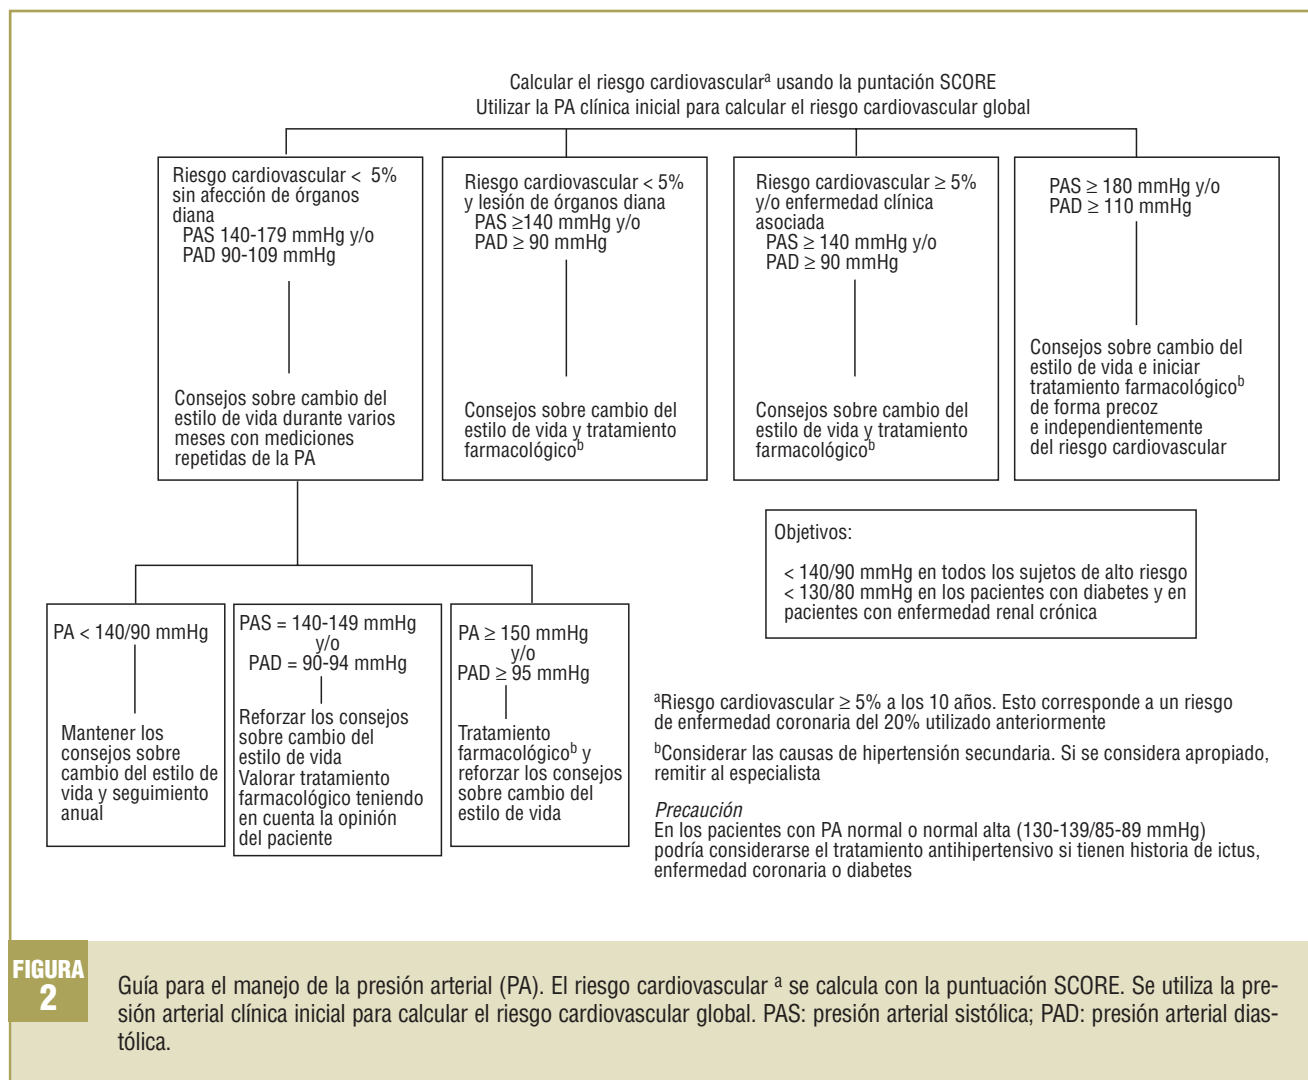 Calcular el riesgo cardiovascularᵃ usando la puntación SCORE
Utilizar la PA clínica inicial para calcular el riesgo cardiovascular global
Riesgo cardiovascular < 5%
sin afección de órganos
diana
PAS 140-179 mmHg y/o
PAD 90-109 mmHg
Consejos sobre cambio del
estilo de vida durante varios
meses con mediciones
repetidas de la PA
Riesgo cardiovascular < 5%
y lesión de órganos diana
PAS ≥140 mmHg y/o
PAD ≥ 90 mmHg
Consejos sobre cambio del
estilo de vida y tratamiento
farmacológicoᵇ
Riesgo cardiovascular ≥ 5%
y/o enfermedad clínica
asociada
PAS ≥ 140 mmHg y/o
PAD ≥ 90 mmHg
Consejos sobre cambio del
estilo de vida y tratamiento
farmacológicoᵇ
PAS ≥ 180 mmHg y/o
PAD ≥ 110 mmHg
Consejos sobre cambio del
estilo de vida e iniciar
tratamiento farmacológicoᵇ
de forma precoz
e independientemente
del riesgo cardiovascular
PA < 140/90 mmHg
Mantener los
consejos sobre
cambio del estilo de
vida y seguimiento
anual
PAS = 140-149 mmHg
y/o
PAD = 90-94 mmHg
Reforzar los consejos
sobre cambio del
estilo de vida
Valorar tratamiento
farmacológico teniendo
en cuenta la opinión
del paciente
PA ≥ 150 mmHg
y/o
PAD ≥ 95 mmHg
Tratamiento
farmacológicoᵇ y
reforzar los consejos
sobre cambio del
estilo de vida
Objetivos:
< 140/90 mmHg en todos los sujetos de alto riesgo
< 130/80 mmHg en los pacientes con diabetes y en
pacientes con enfermedad renal crónica
ᵃRiesgo cardiovascular ≥ 5% a los 10 años. Esto corresponde a un riesgo
de enfermedad coronaria del 20% utilizado anteriormente
ᵇConsiderar las causas de hipertensión secundaria. Si se considera apropiado,
remitir al especialista
Precaución
En los pacientes con PA normal o normal alta (130-139/85-89 mmHg)
podría considerarse el tratamiento antihipertensivo si tienen historia de ictus,
enfermedad coronaria o diabetes
FIGURA
2
Guía para el manejo de la presión arterial (PA). El riesgo cardiovascular ᵃ se calcula con la puntuación SCORE. Se utiliza la pre-
sión arterial clínica inicial para calcular el riesgo cardiovascular global. PAS: presión arterial sistólica; PAD: presión arterial dias-
tólica.